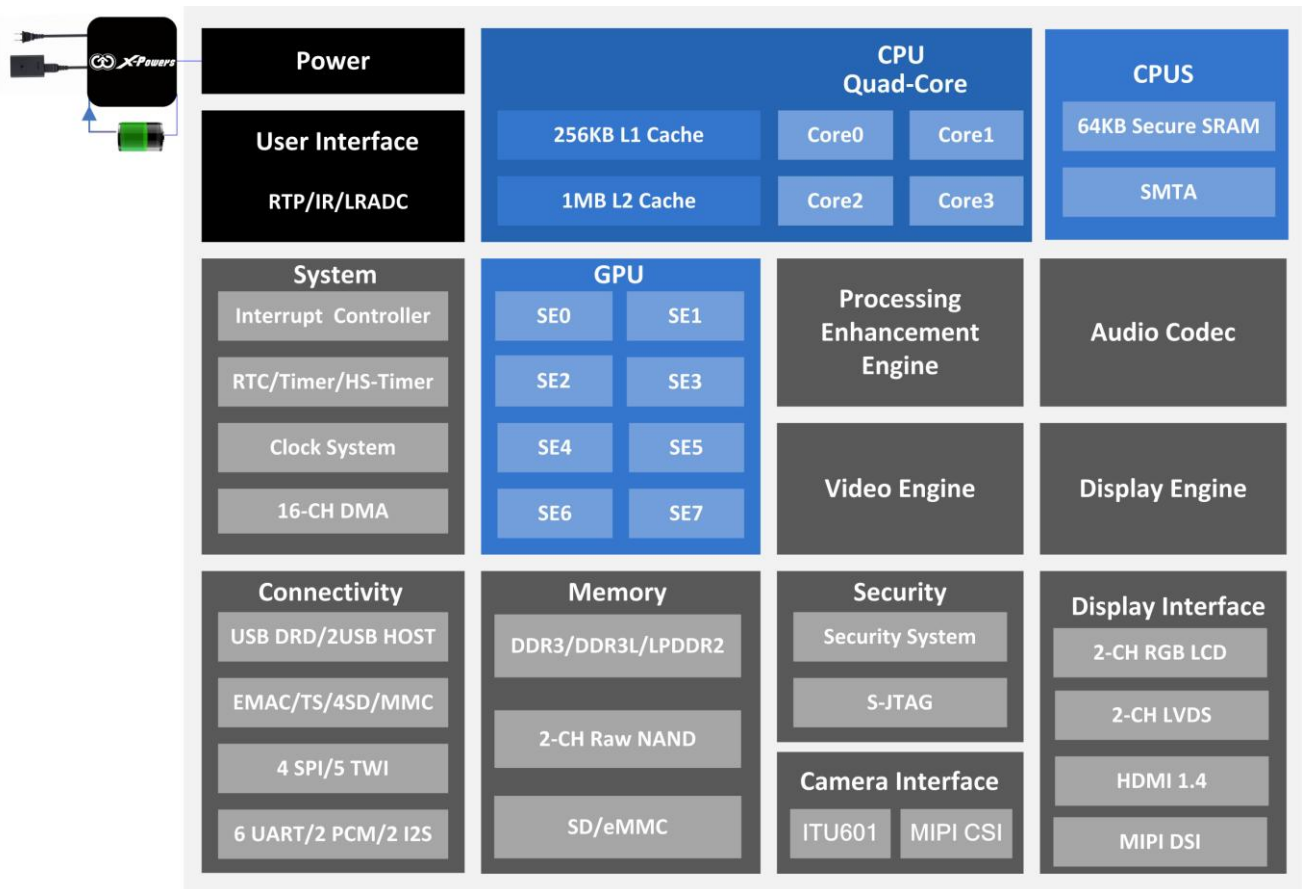 X-Powers
Power
User Interface
RTP/IR/LRADC
CPU
Quad-Core
256KB L1 Cache
1MB L2 Cache
Core0
Core1
Core2
Core3
CPUS
64KB Secure SRAM
SMTA
System
Interrupt Controller
RTC/Timer/HS-Timer
Clock System
16-CH DMA
GPU
SE0
SE1
SE2
SE3
SE4
SE5
SE6
SE7
Processing
Enhancement
Engine
Audio Codec
Video Engine
Display Engine
Connectivity
USB DRD/2USB HOST
EMAC/TS/4SD/MMC
4 SPI/5 TWI
6 UART/2 PCM/2 I2S
Memory
DDR3/DDR3L/LPDDR2
2-CH Raw NAND
SD/eMMC
Security
Security System
S-JTAG
Camera Interface
ITU601
MIPI CSI
Display Interface
2-CH RGB LCD
2-CH LVDS
HDMI 1.4
MIPI DSI